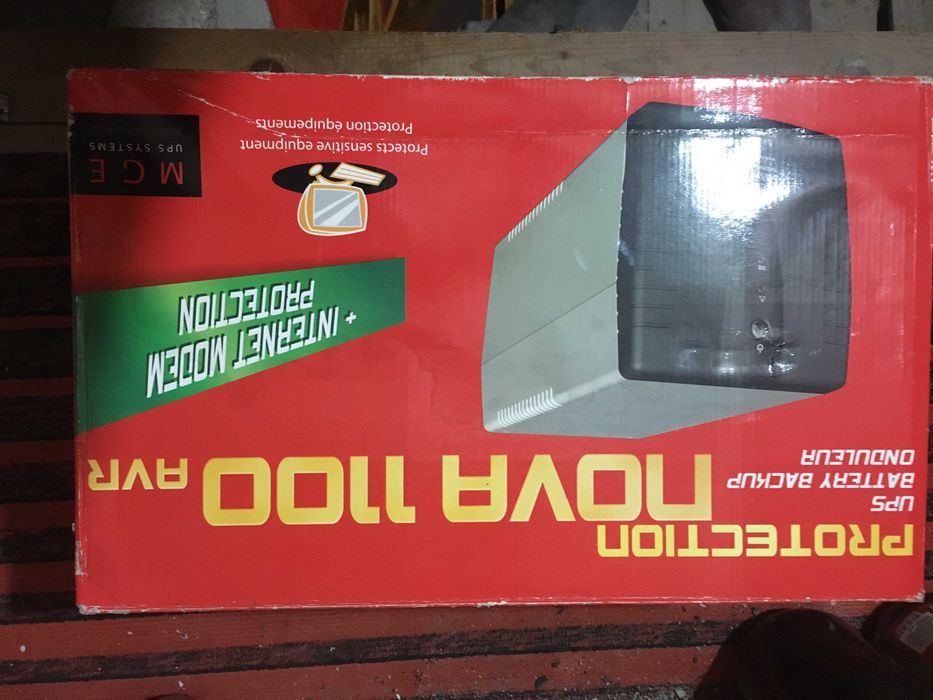 PROTECTION
UPS
BATTERY BACKUP
ONDULEUR
NOVA 1100 AVR
+ INTERNET MODEM
PROTECTION
Protects sensitive equipment
Protection équipements
MGE
UPS SYSTEMS